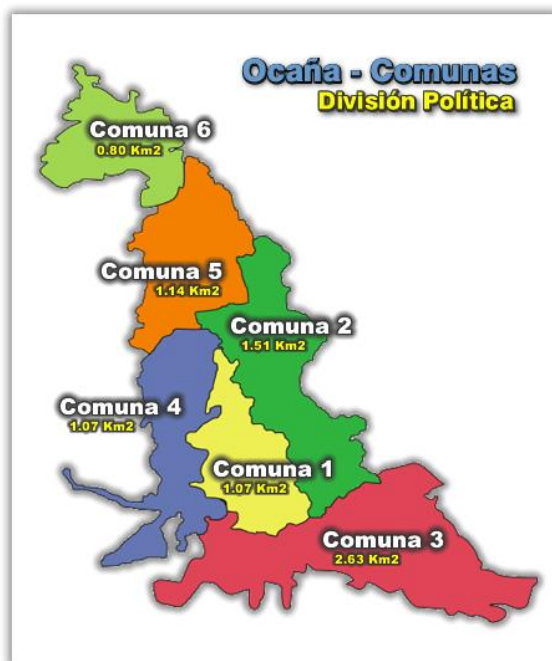 Ocaña - Comunas
División Política
Comuna 6
0.80 Km2
Comuna 5
1.14 Km2
Comuna 2
1.51 Km2
Comuna 4
1.07 Km2
Comuna 1
1.07 Km2
Comuna 3
2.63 Km2